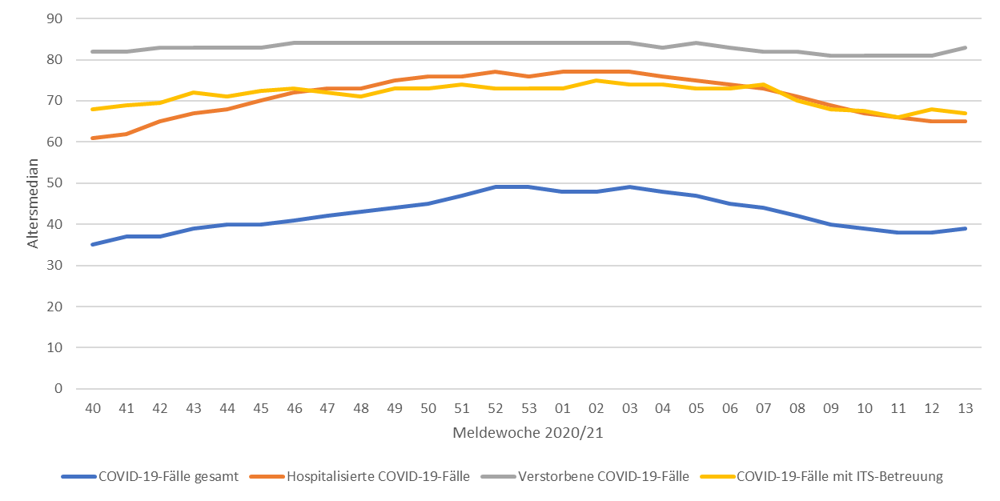 90
80
70
60
50
40
30
20
10
0
Altersmedian
40 41 42 43 44 45 46 47 48 49 50 51 52 53 01 02 03 04 05 06 07 08 09 10 11 12 13
Meldewoche 2020/21
COVID-19-Fälle gesamt Hospitalisierte COVID-19-Fälle Verstorbene COVID-19-Fälle COVID-19-Fälle mit ITS-Betreuung